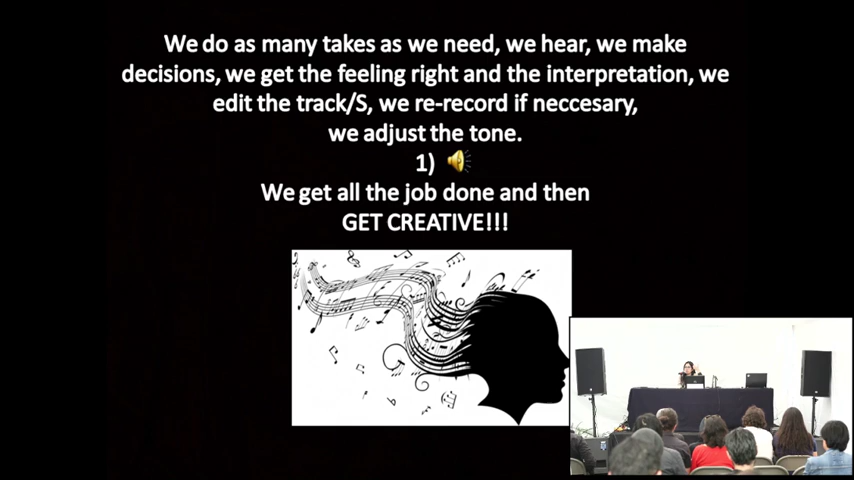 We do as many takes as we need, we hear, we make
decisions, we get the feeling right and the interpretation, we
edit the track/S, we re-record if neccesary,
we adjust the tone.
1)
We get all the job done and then
GET CREATIVE!!!